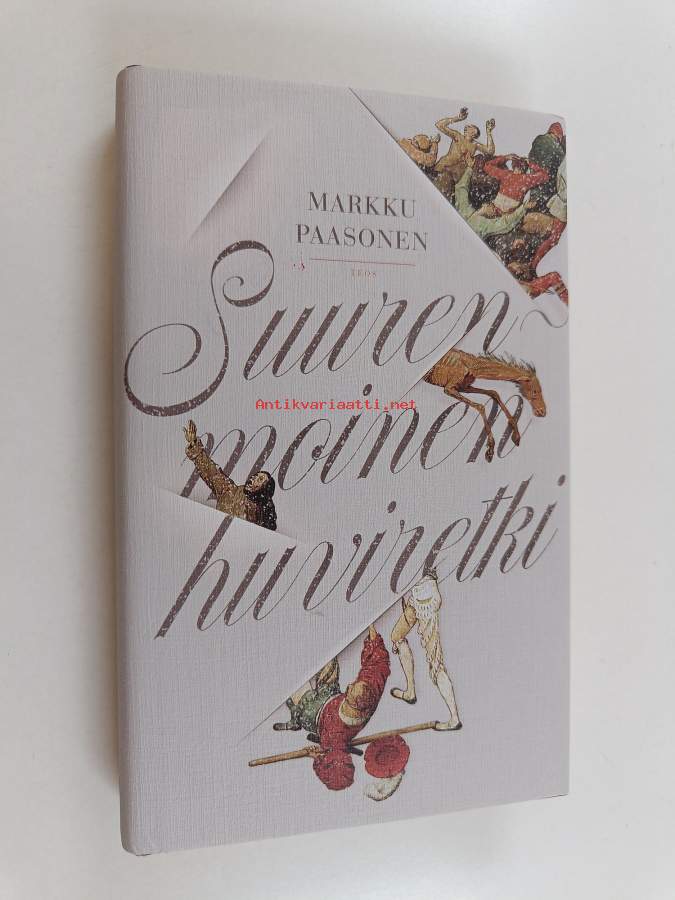 MARKKU
PAASONEN
TEOS
Suuren-
moinen
huviretki
Antikvariaatti.net